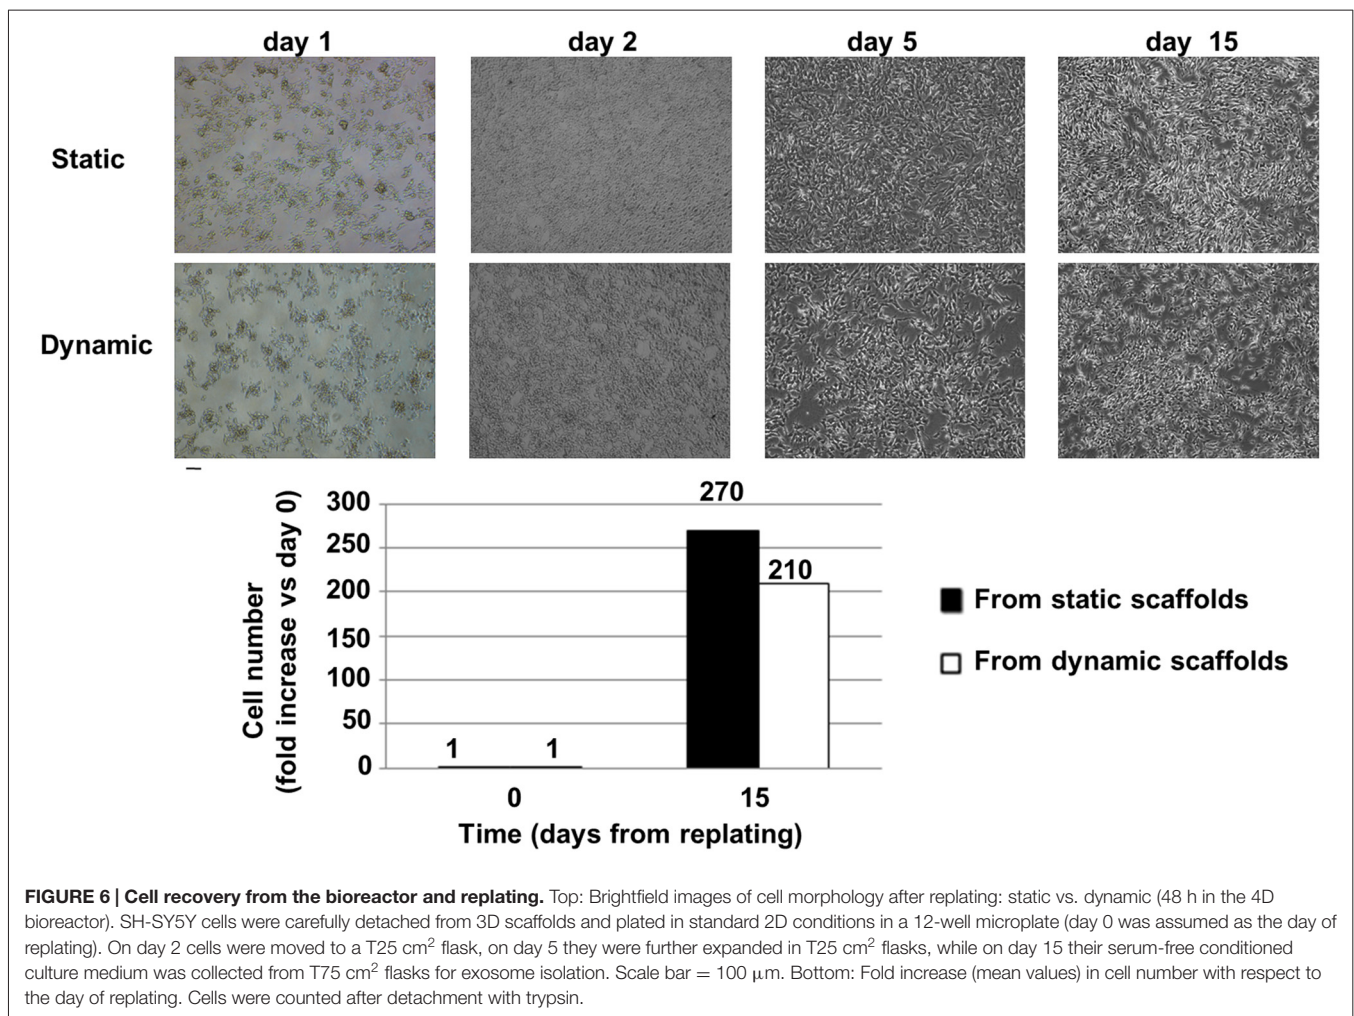 day 1 day 2 day 5 day 15
Static
Dynamic
270
300
250
210
200
150
100
50
1 1
0
Cell number
(fold increase vs day 0)
0 15
Time (days from replating)
From static scaffolds
From dynamic scaffolds
FIGURE 6 | Cell recovery from the bioreactor and replating. Top: Brightfield images of cell morphology after replating: static vs. dynamic (48 h in the 4D
bioreactor). SH-SY5Y cells were carefully detached from 3D scaffolds and plated in standard 2D conditions in a 12-well microplate (day 0 was assumed as the day of
replating). On day 2 cells were moved to a T25 cm² flask, on day 5 they were further expanded in T25 cm² flasks, while on day 15 their serum-free conditioned
culture medium was collected from T75 cm² flasks for exosome isolation. Scale bar = 100 μm. Bottom: Fold increase (mean values) in cell number with respect to
the day of replating. Cells were counted after detachment with trypsin.